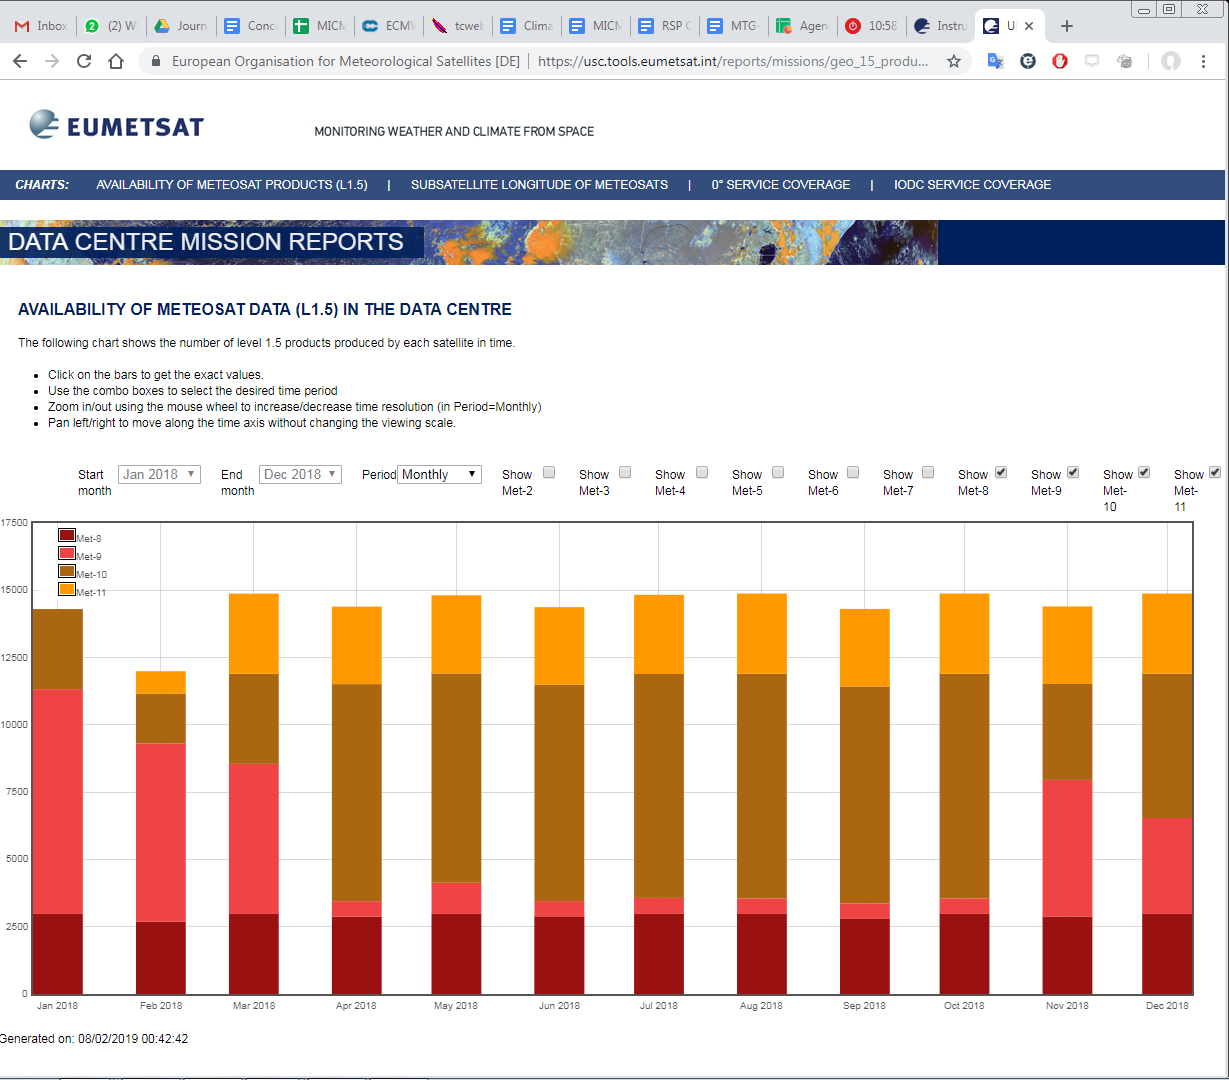 Inbox
2
(2) W
Journ
Conc
MICM
ECMW
tcweb
Clima
MICM
RSP C
MTG-
Agen
10:58
Instru
U
European Organisation for Meteorological Satellites [DE] | https://usc.tools.eumetsat.int/reports/missions/geo_15_produ...
EUMETSAT
MONITORING WEATHER AND CLIMATE FROM SPACE
CHARTS: AVAILABILITY OF METEOSAT PRODUCTS (L1.5) | SUBSATELLITE LONGITUDE OF METEOSATS | 0° SERVICE COVERAGE | IODC SERVICE COVERAGE
DATA CENTRE MISSION REPORTS
AVAILABILITY OF METEOSAT DATA (L1.5) IN THE DATA CENTRE
The following chart shows the number of level 1.5 products produced by each satellite in time.
• Click on the bars to get the exact values.
• Use the combo boxes to select the desired time period
• Zoom in/out using the mouse wheel to increase/decrease time resolution (in Period=Monthly)
• Pan left/right to move along the time axis without changing the viewing scale.
Start month
Jan 2018
End month
Dec 2018
Period
Monthly
Show Met-2
Show Met-3
Show Met-4
Show Met-5
Show Met-6
Show Met-7
Show Met-8
Show Met-9
Show Met-10
Show Met-11
17500
15000
12500
10000
7500
5000
2500
0
Met-8
Met-9
Met-10
Met-11
Jan 2018
Feb 2018
Mar 2018
Apr 2018
May 2018
Jun 2018
Jul 2018
Aug 2018
Sep 2018
Oct 2018
Nov 2018
Dec 2018
Generated on: 08/02/2019 00:42:42